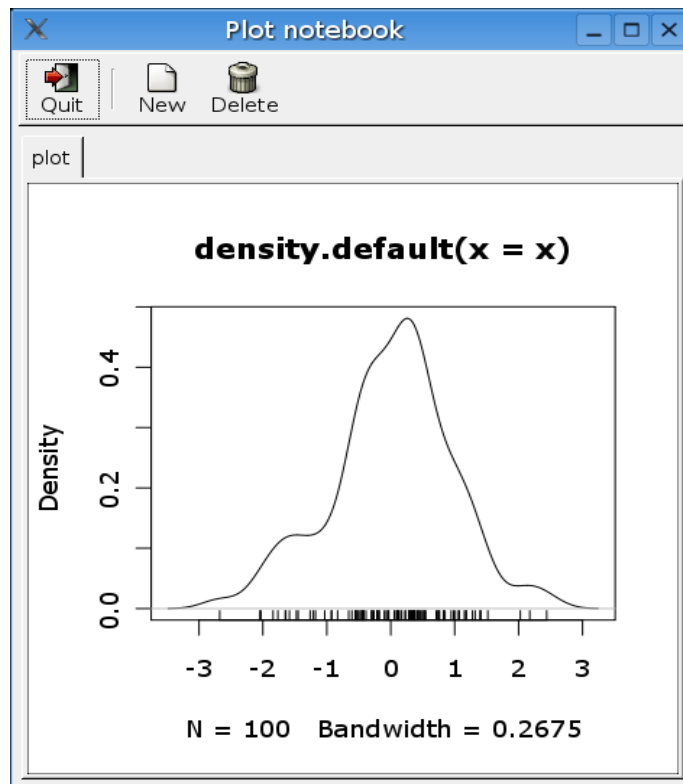 Plot notebook
Quit New Delete
plot
density.default(x = x)
Density
0.4
0.2
0.0
-3 -2 -1 0 1 2 3
N = 100 Bandwidth = 0.2675